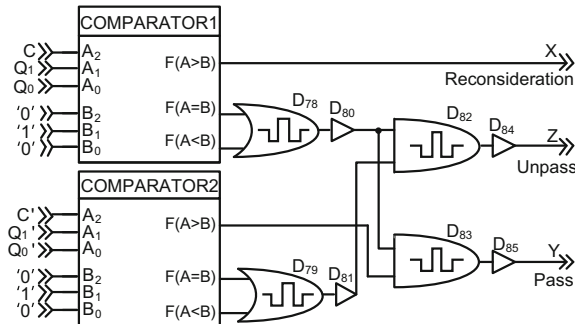 COMPARATOR1
C A₂
Q₁ A₁
Q₀ A₀
'0' B₂
'1' B₁
'0' B₀
F(A>B)
F(A=B)
F(A<B)
X
Reconsideration
D₇₈ D₈₀ D₈₂ D₈₄
Z
Unpass
COMPARATOR2
C' A₂
Q₁' A₁
Q₀' A₀
'0' B₂
'1' B₁
'0' B₀
F(A>B)
F(A=B)
F(A<B)
D₇₉ D₈₁ D₈₃ D₈₅
Y
Pass